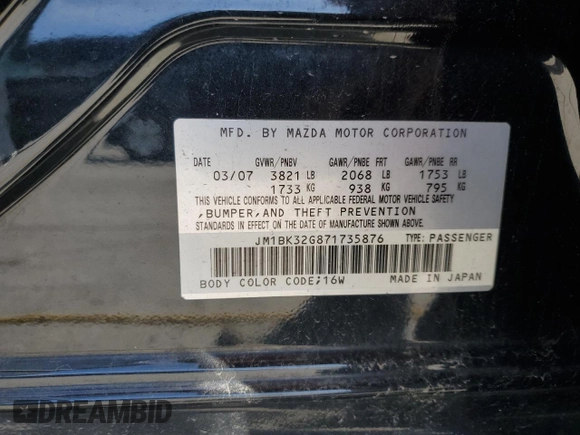 MFD. BY MAZDA MOTOR CORPORATION
DATE GVWR/PNBV GAWR/PNBE FRT GAWR/PNBE RR
03/07 3821 LB 2068 LB 1753 LB
1733 KG 938 KG 795 KG
THIS VEHICLE CONFORMS TO ALL APPLICABLE FEDERAL MOTOR VEHICLE SAFETY
,BUMPER,AND THEFT PREVENTION
STANDARDS IN EFFECT ON THE DATE OF MANUFACTURE SHOWN ABOVE.
JM1BK32G871735876 TYPE: PASSENGER
BODY COLOR CODE;16W MADE IN JAPAN
DREAMBID